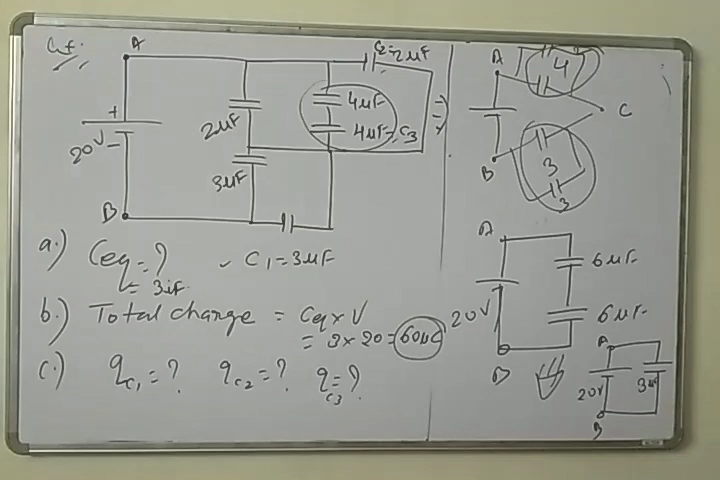 A
C2=2μF
2μF
4μF
4μF=C3
+
20V
-
3μF
B
C1=3μF
a.) Ceq=?
= 3μF
b.) Total charge = Ceq×V
= 3×20=60μC
c.) qC1=? qC2=? qC3=?
A
4
C
B
3
3
A
6μF
20V
6μF
B
A
20V
3μF
B